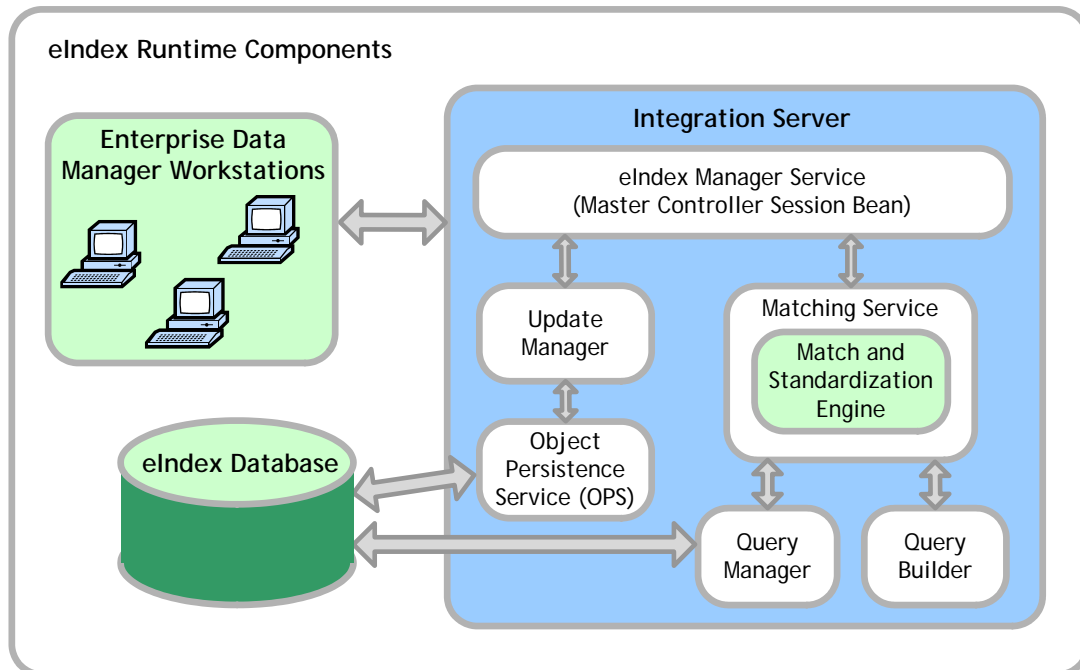 eIndex Runtime Components
Enterprise Data
Manager Workstations
Integration Server
eIndex Manager Service
(Master Controller Session Bean)
Update
Manager
Matching Service
Match and
Standardization
Engine
Object
Persistence
Service (OPS)
eIndex Database
Query
Manager
Query
Builder